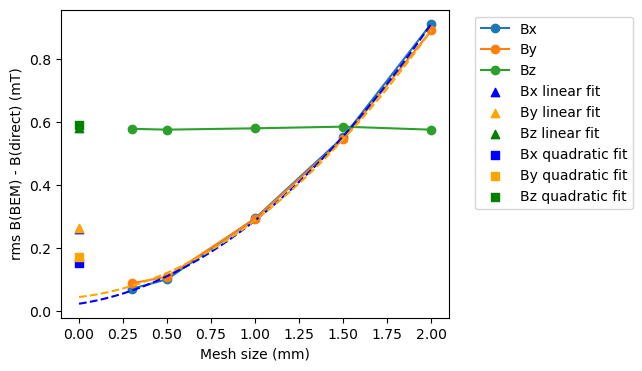 rms B(BEM) - B(direct) (mT)
0.8
0.6
0.4
0.2
0.0
0.00 0.25 0.50 0.75 1.00 1.25 1.50 1.75 2.00
Mesh size (mm)
Bx
By
Bz
Bx linear fit
By linear fit
Bz linear fit
Bx quadratic fit
By quadratic fit
Bz quadratic fit